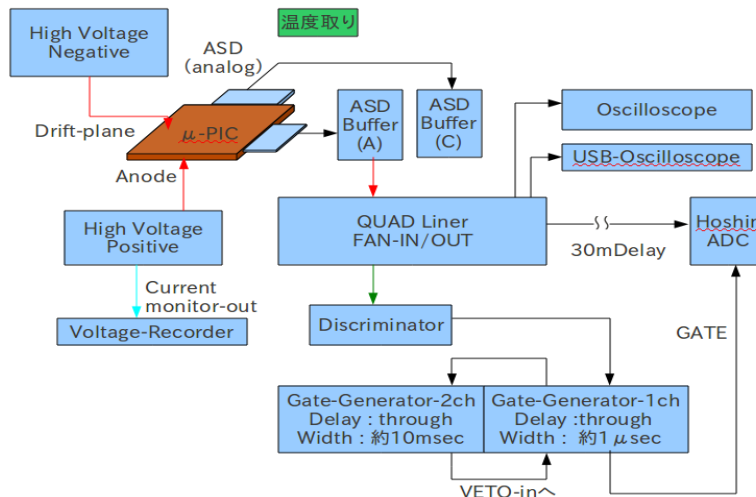 温度取り
High Voltage
Negative
ASD
(analog)
Drift-plane
μ-PIC
Anode
ASD
Buffer
(A)
ASD
Buffer
(C)
Oscilloscope
USB-Oscilloscope
High Voltage
Positive
QUAD Liner
FAN-IN/OUT
30mDelay
Hoshin
ADC
Current
monitor-out
Voltage-Recorder
Discriminator
GATE
Gate-Generator-2ch
Delay : through
Width : 約10msec
Gate-Generator-1ch
Delay :through
Width : 約1μsec
VETO-inへ